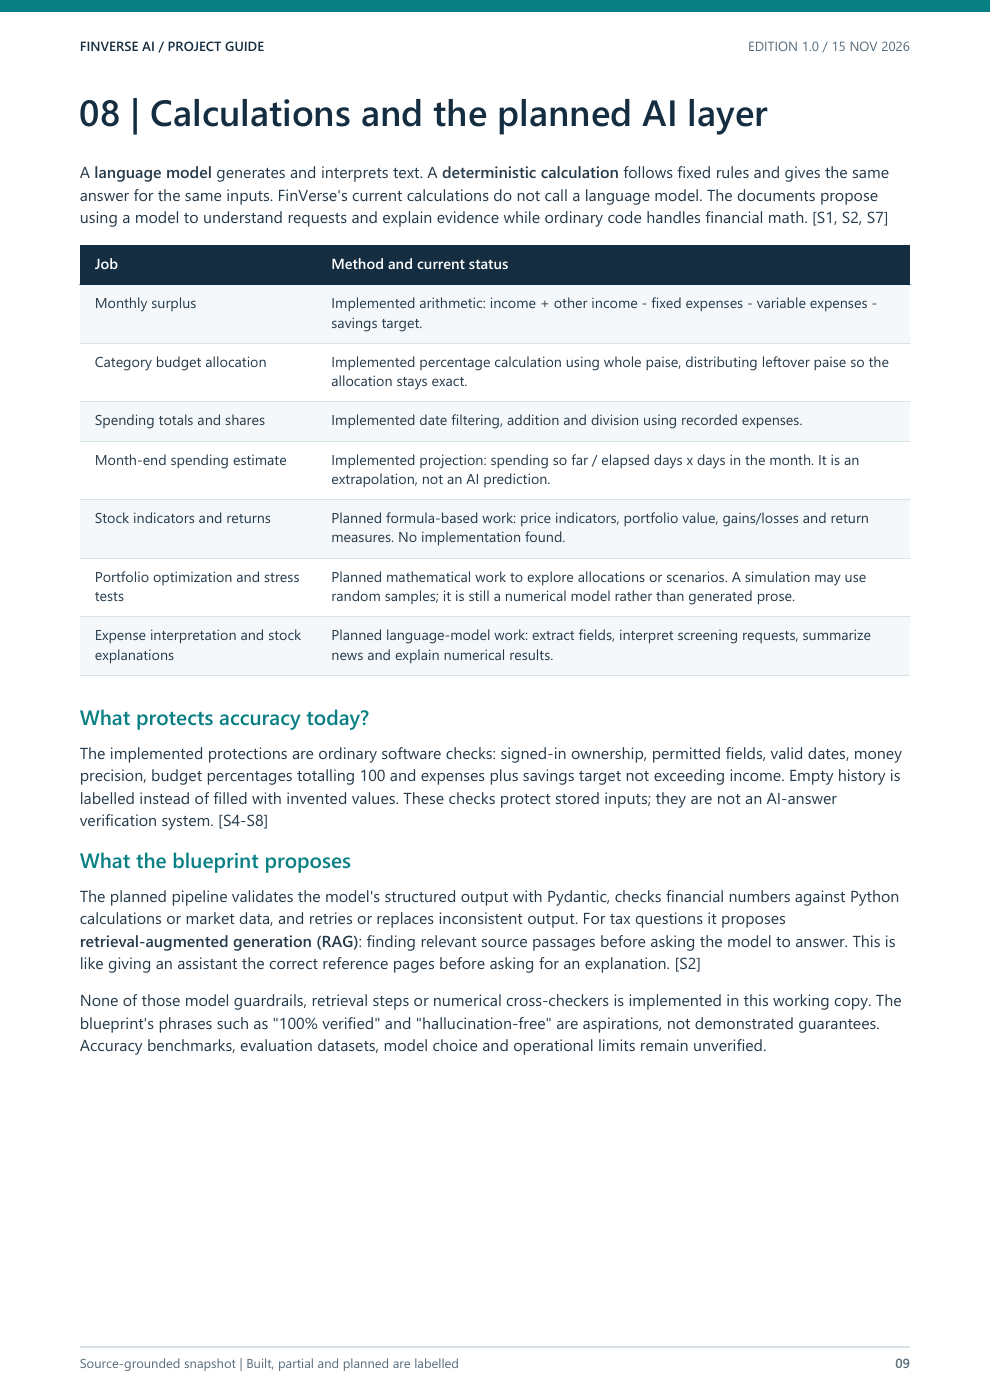 FINVERSE AI / PROJECT GUIDE
EDITION 1.0 / 15 NOV 2026
08 | Calculations and the planned AI layer
A language model generates and interprets text. A deterministic calculation follows fixed rules and gives the same
answer for the same inputs. FinVerse's current calculations do not call a language model. The documents propose
using a model to understand requests and explain evidence while ordinary code handles financial math. [S1, S2, S7]
Job
Method and current status
Monthly surplus
Implemented arithmetic: income + other income - fixed expenses - variable expenses -
savings target.
Category budget allocation
Implemented percentage calculation using whole paise, distributing leftover paise so the
allocation stays exact.
Spending totals and shares
Implemented date filtering, addition and division using recorded expenses.
Month-end spending estimate
Implemented projection: spending so far / elapsed days x days in the month. It is an
extrapolation, not an AI prediction.
Stock indicators and returns
Planned formula-based work: price indicators, portfolio value, gains/losses and return
measures. No implementation found.
Portfolio optimization and stress
tests
Planned mathematical work to explore allocations or scenarios. A simulation may use
random samples; it is still a numerical model rather than generated prose.
Expense interpretation and stock
explanations
Planned language-model work: extract fields, interpret screening requests, summarize
news and explain numerical results.
What protects accuracy today?
The implemented protections are ordinary software checks: signed-in ownership, permitted fields, valid dates, money
precision, budget percentages totalling 100 and expenses plus savings target not exceeding income. Empty history is
labelled instead of filled with invented values. These checks protect stored inputs; they are not an AI-answer
verification system. [S4-S8]
What the blueprint proposes
The planned pipeline validates the model's structured output with Pydantic, checks financial numbers against Python
calculations or market data, and retries or replaces inconsistent output. For tax questions it proposes
retrieval-augmented generation (RAG): finding relevant source passages before asking the model to answer. This is
like giving an assistant the correct reference pages before asking for an explanation. [S2]
None of those model guardrails, retrieval steps or numerical cross-checkers is implemented in this working copy. The
blueprint's phrases such as "100% verified" and "hallucination-free" are aspirations, not demonstrated guarantees.
Accuracy benchmarks, evaluation datasets, model choice and operational limits remain unverified.
Source-grounded snapshot | Built, partial and planned are labelled
09